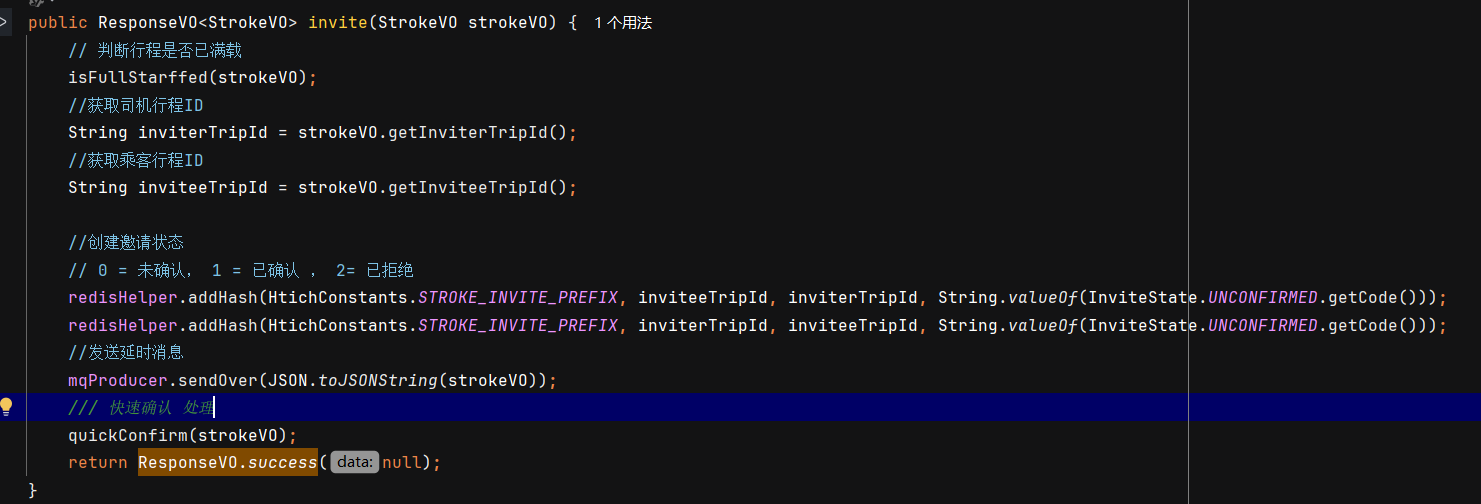 public ResponseVO<StrokeVO> invite(StrokeVO strokeVO) { 1 个用法
// 判断行程是否已满载
isFullStarffed(strokeVO);
//获取司机行程ID
String inviterTripId = strokeVO.getInviterTripId();
//获取乘客行程ID
String inviteeTripId = strokeVO.getInviteeTripId();
//创建邀请状态
// 0 = 未确认， 1 = 已确认 ， 2= 已拒绝
redisHelper.addHash(HtichConstants.STROKE_INVITE_PREFIX, inviteeTripId, inviterTripId, String.valueOf(InviteState.UNCONFIRMED.getCode()));
redisHelper.addHash(HtichConstants.STROKE_INVITE_PREFIX, inviterTripId, inviteeTripId, String.valueOf(InviteState.UNCONFIRMED.getCode()));
//发送延时消息
mqProducer.sendOver(JSON.toJSONString(strokeVO));
/// 快速确认 处理
quickConfirm(strokeVO);
return ResponseVO.success( data: null);
}